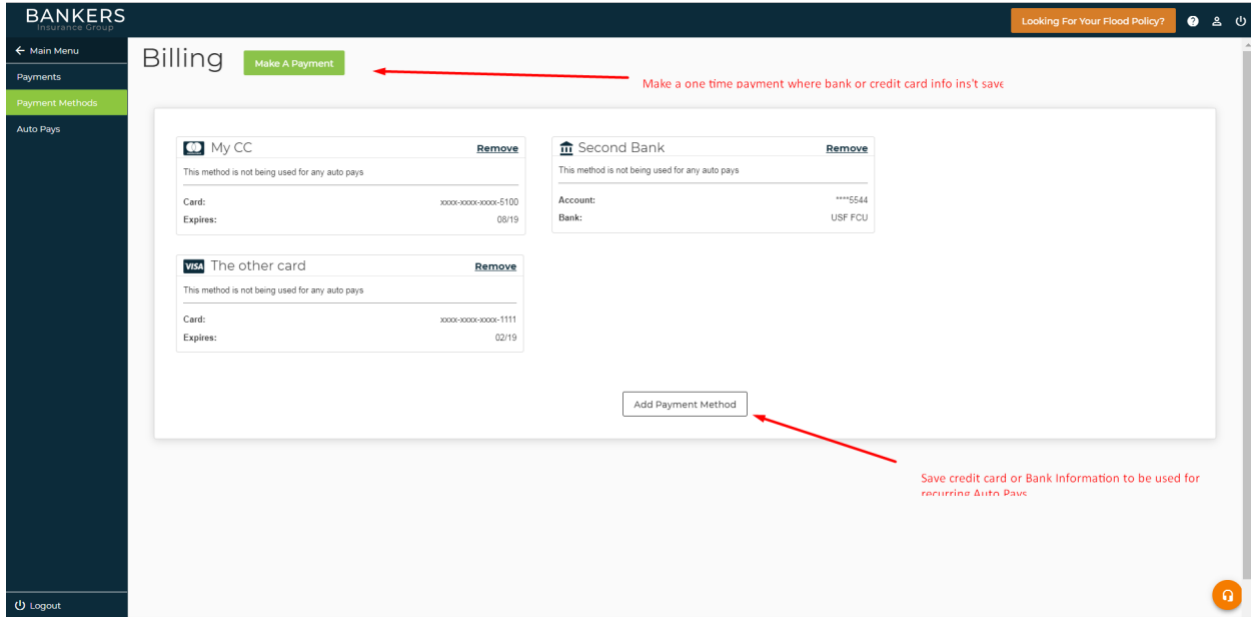 BANKERS
Insurance Group
Looking For Your Flood Policy?
Main Menu
Payments
Payment Methods
Auto Pays
Billing
Make A Payment
Make a one time payment where bank or credit card info ins't save
My CC Remove
This method is not being used for any auto pays
Card: xxxx-xxxx-xxxx-5100
Expires: 08/19
Second Bank Remove
This method is not being used for any auto pays
Account: ****5544
Bank: USF FCU
VISA The other card Remove
This method is not being used for any auto pays
Card: xxxx-xxxx-xxxx-1111
Expires: 02/19
Add Payment Method
Save credit card or Bank Information to be used for
recurring Auto Pays
Logout